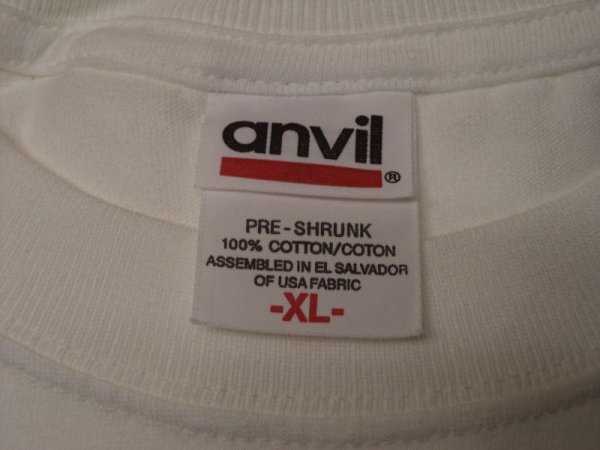 anvil
®
PRE-SHRUNK
100% COTTON/COTON
ASSEMBLED IN EL SALVADOR
OF USA FABRIC
-XL-